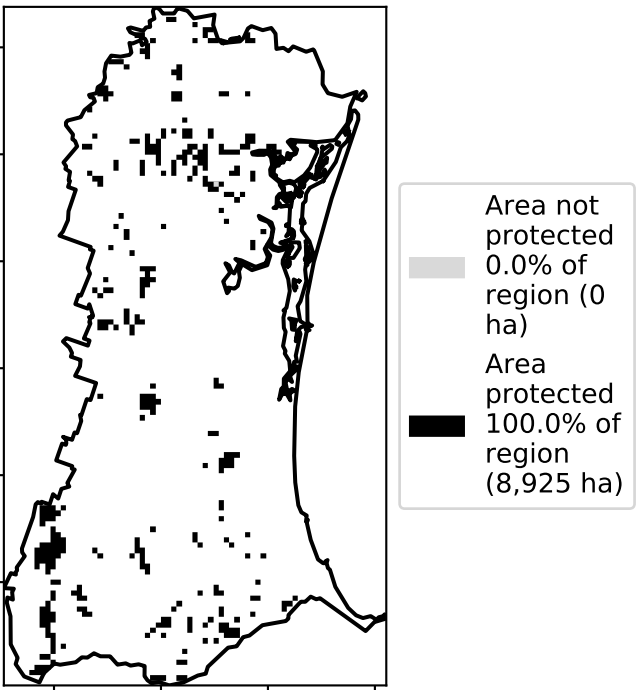 Area not
protected
0.0% of
region (0
ha)
Area
protected
100.0% of
region
(8,925 ha)